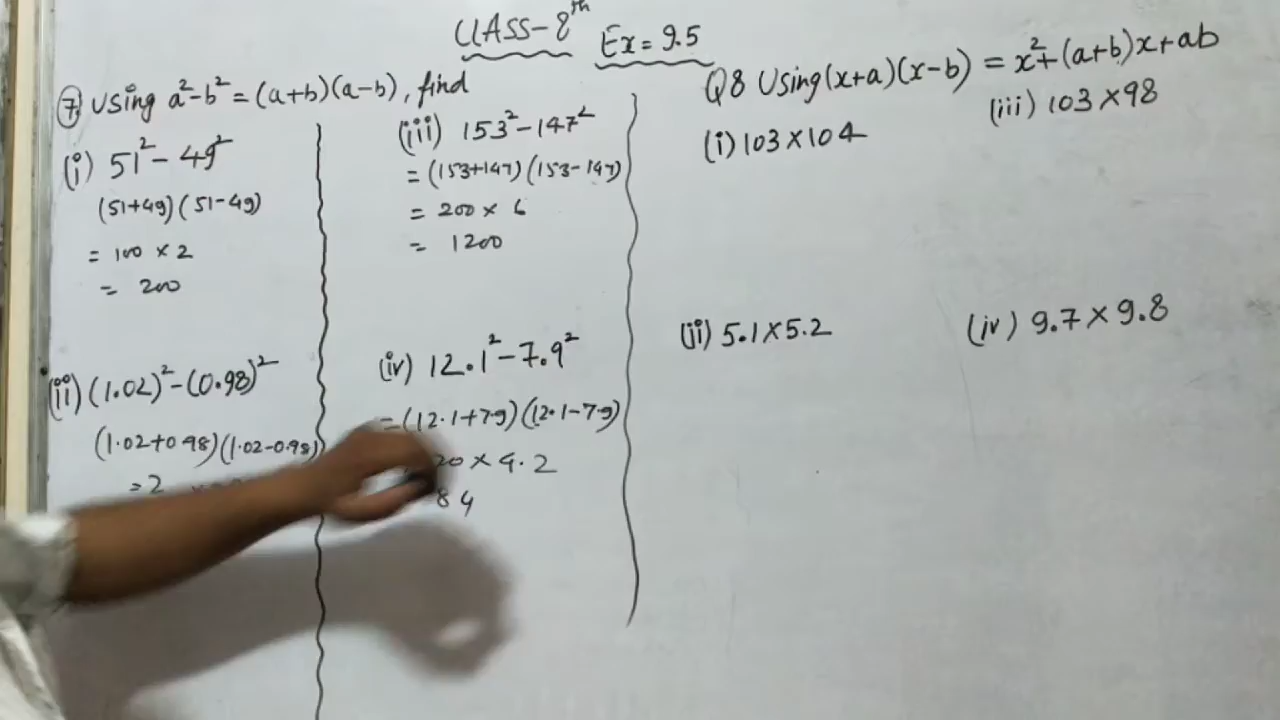 CLASS-8th Ex = 9.5
⑦ Using a²-b² = (a+b)(a-b), find
(i) 51² - 49²
(51+49)(51-49)
= 100 × 2
= 200
(ii) (1.02)² - (0.98)²
(1.02+0.98)(1.02-0.98)
= 2
(iii) 153² - 147²
= (153+147)(153-147)
= 200 × 6
= 1200
(iv) 12.1² - 7.9²
= (12.1+7.9)(12.1-7.9)
20 × 4.2
84
Q8 Using (x+a)(x-b) = x²+(a+b)x+ab
(i) 103×104
(iii) 103×98
(ii) 5.1×5.2
(iv) 9.7×9.8